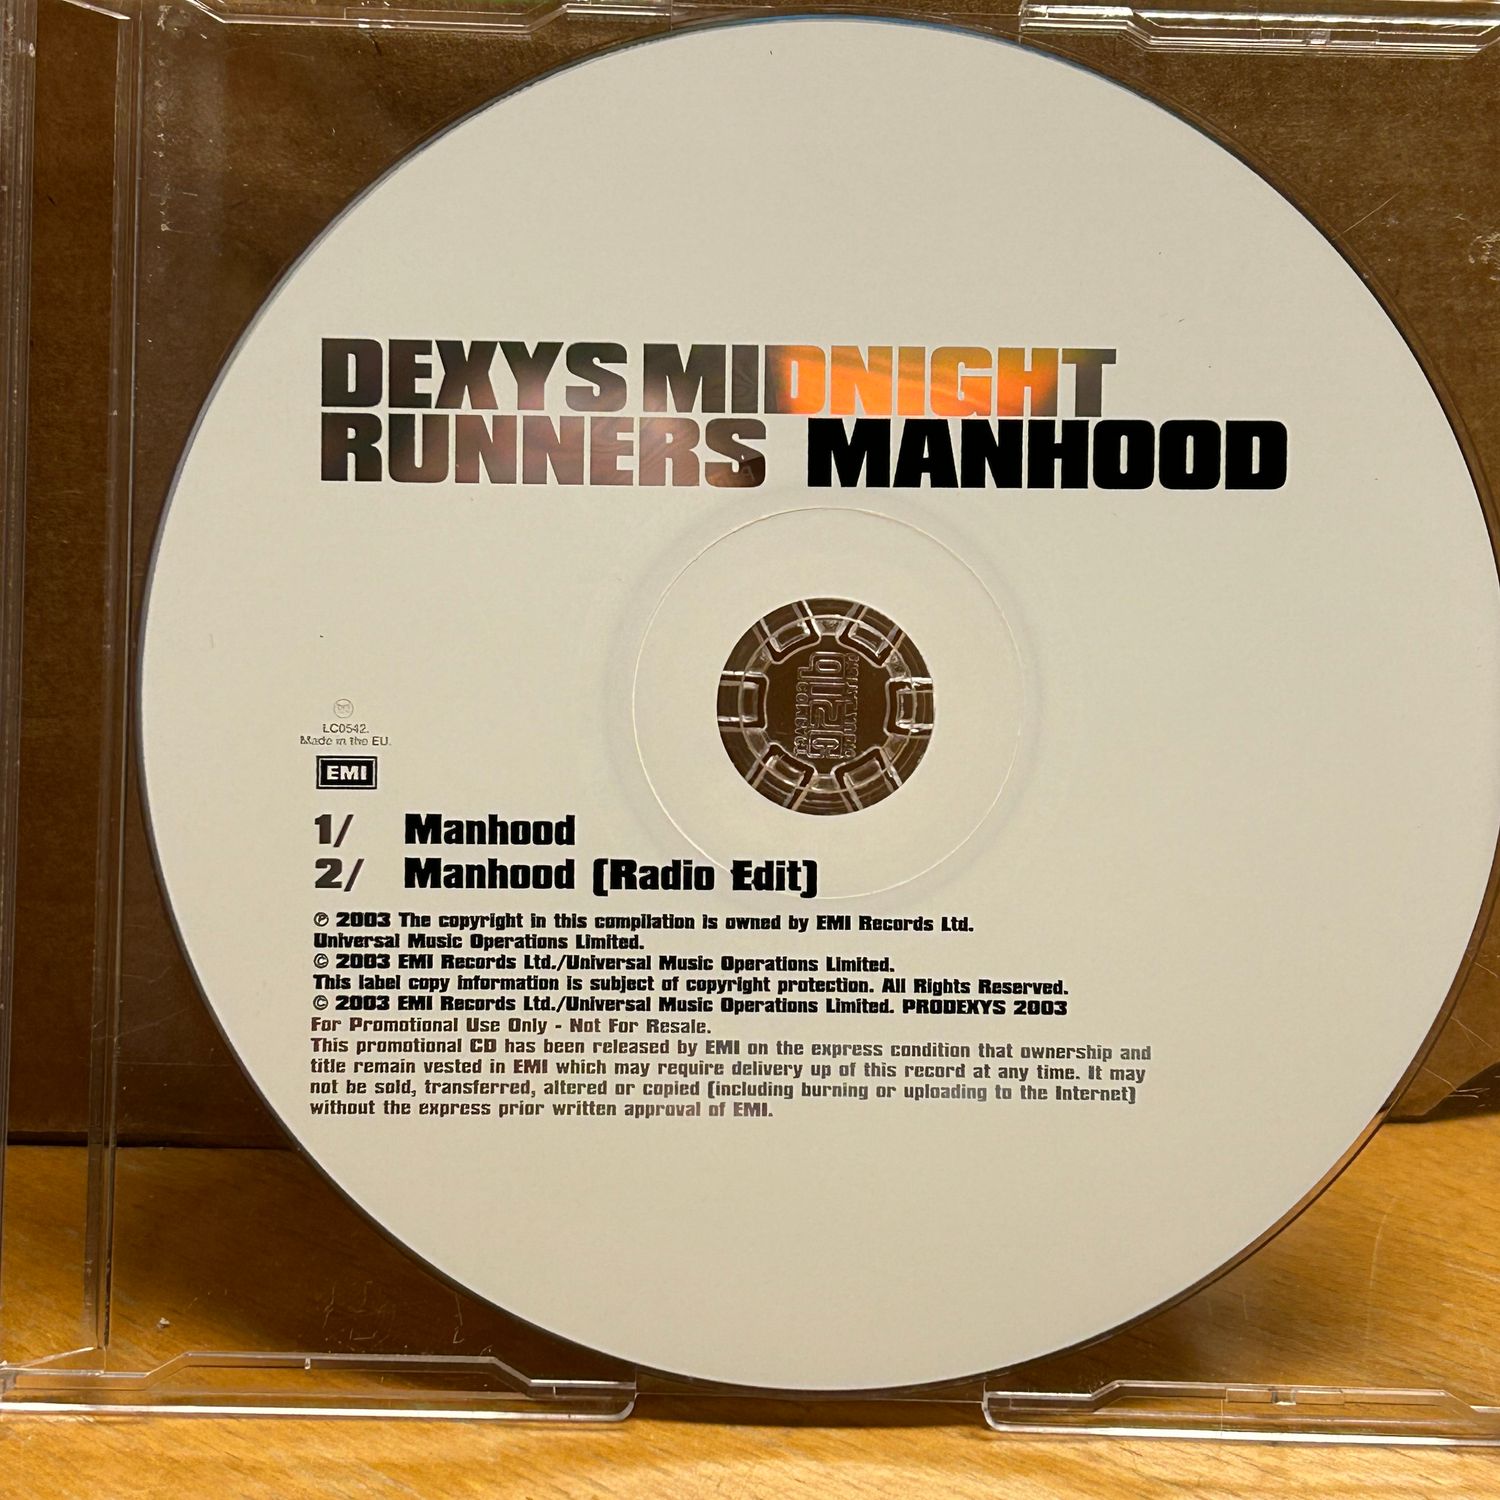 DEXYS MIDNIGHT
RUNNERS MANHOOD
LC0542.
Made in the EU.
EMI
1/ Manhood
2/ Manhood (Radio Edit)
℗ 2003 The copyright in this compilation is owned by EMI Records Ltd.
Universal Music Operations Limited.
© 2003 EMI Records Ltd./Universal Music Operations Limited.
This label copy information is subject of copyright protection. All Rights Reserved.
© 2003 EMI Records Ltd./Universal Music Operations Limited. PRODEXYS 2003
For Promotional Use Only - Not For Resale.
This promotional CD has been released by EMI on the express condition that ownership and
title remain vested in EMI which may require delivery up of this record at any time. It may
not be sold, transferred, altered or copied (including burning or uploading to the Internet)
without the express prior written approval of EMI.